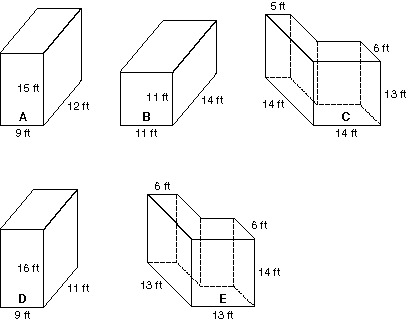 15 ft
A
12 ft
9 ft
11 ft
B
14 ft
11 ft
5 ft
6 ft
13 ft
14 ft
C
14 ft
16 ft
D
11 ft
9 ft
6 ft
6 ft
14 ft
13 ft
E
13 ft